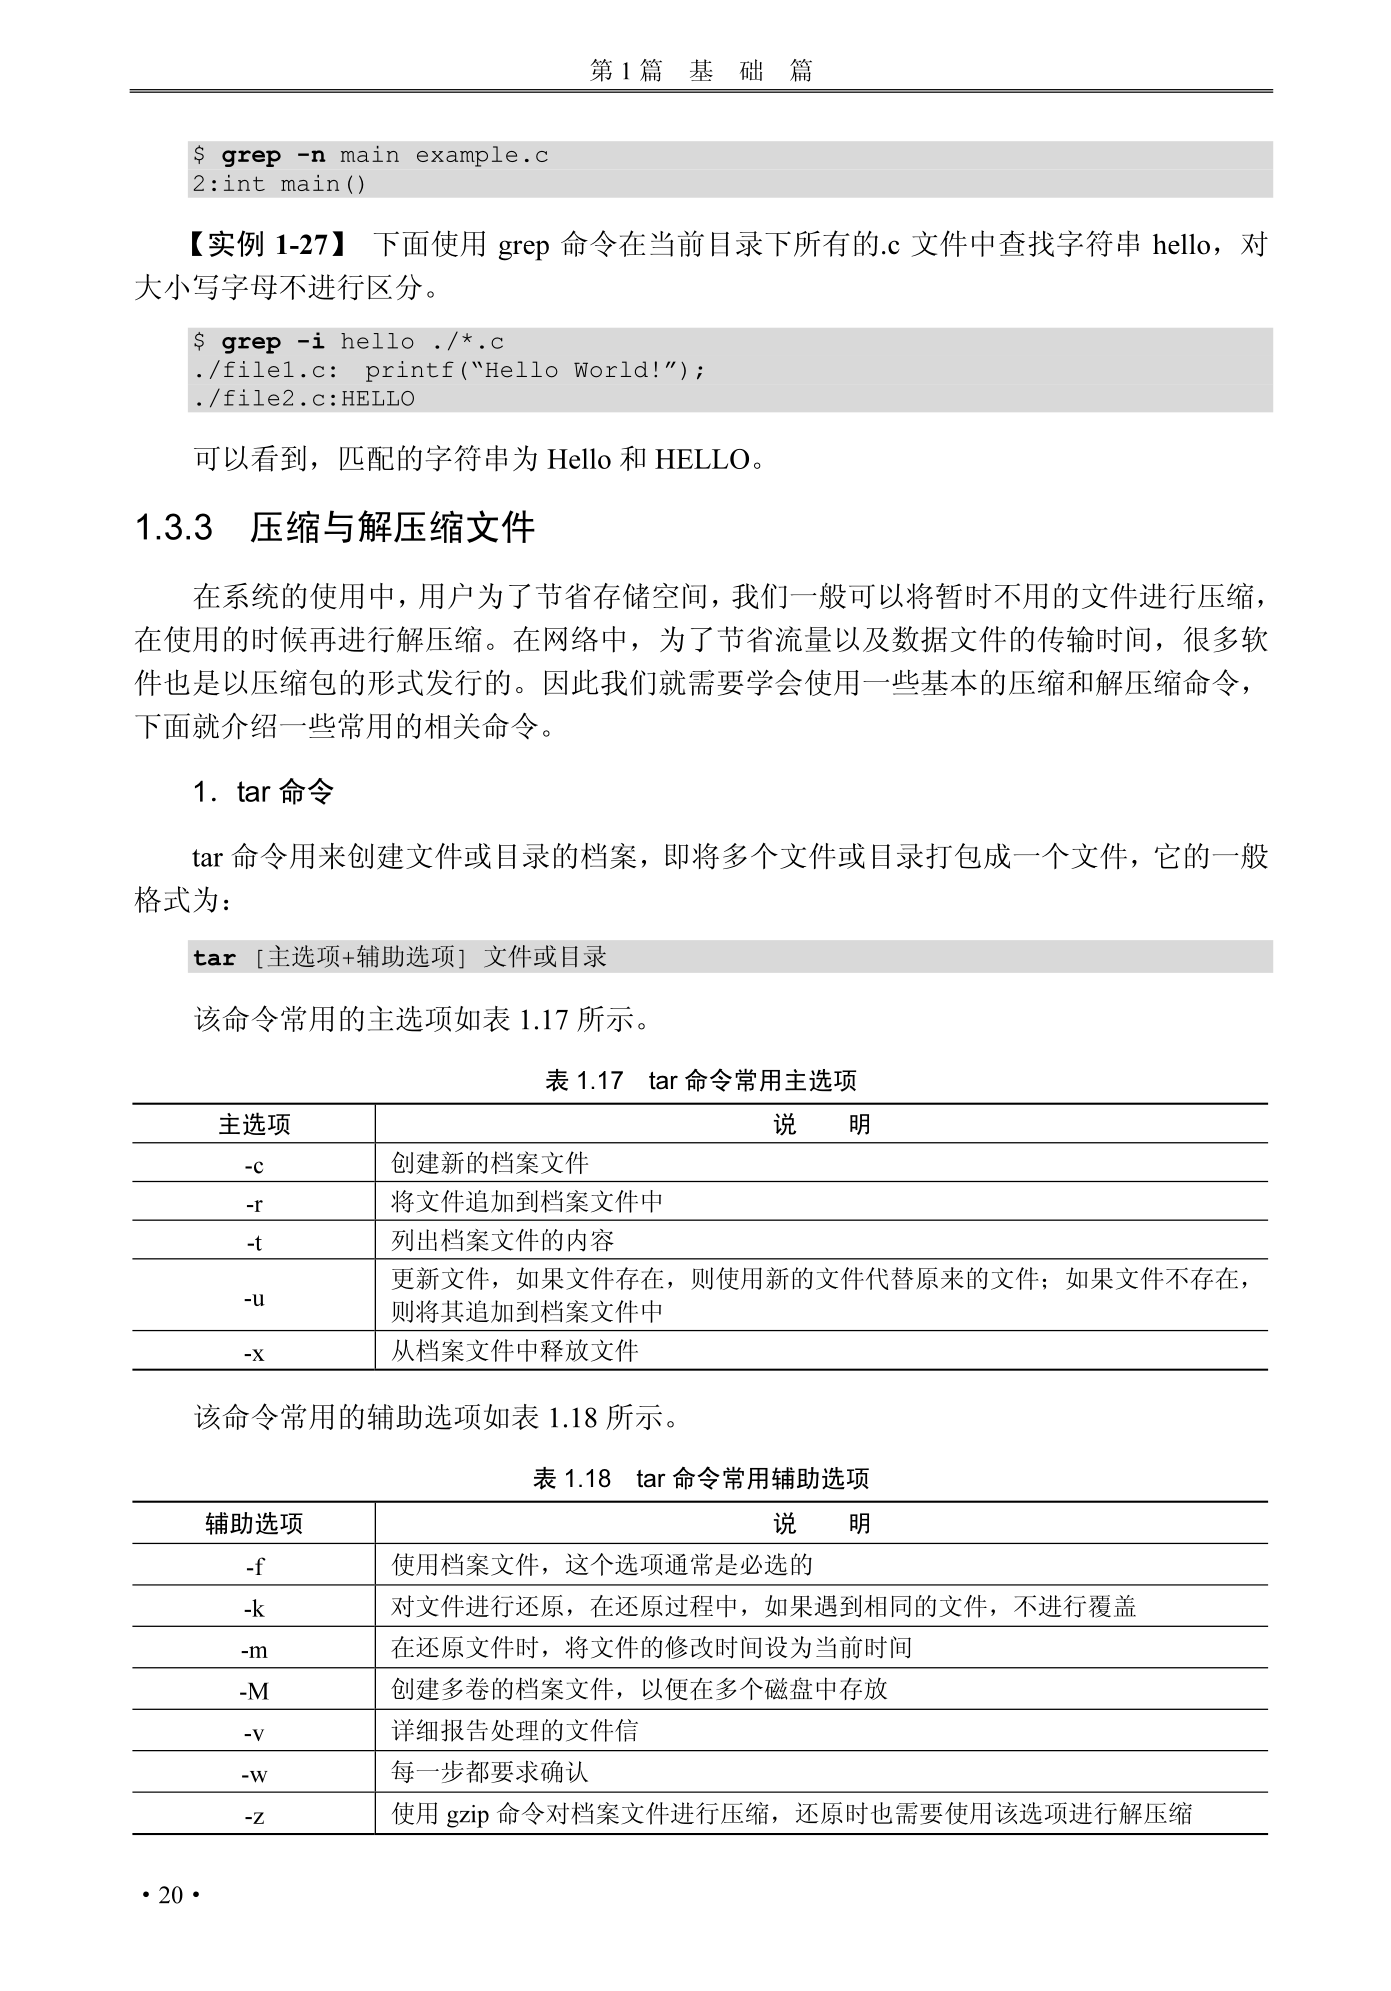 第 1 篇　基　础　篇
$ grep -n main example.c
2:int main()
【实例 1-27】 下面使用 grep 命令在当前目录下所有的.c 文件中查找字符串 hello，对
大小写字母不进行区分。
$ grep -i hello ./*.c
./file1.c:  printf(“Hello World!”);
./file2.c:HELLO
可以看到，匹配的字符串为 Hello 和 HELLO。
1.3.3　压缩与解压缩文件
在系统的使用中，用户为了节省存储空间，我们一般可以将暂时不用的文件进行压缩，
在使用的时候再进行解压缩。在网络中，为了节省流量以及数据文件的传输时间，很多软
件也是以压缩包的形式发行的。因此我们就需要学会使用一些基本的压缩和解压缩命令，
下面就介绍一些常用的相关命令。
1．tar 命令
tar 命令用来创建文件或目录的档案，即将多个文件或目录打包成一个文件，它的一般
格式为：
tar [主选项+辅助选项] 文件或目录
该命令常用的主选项如表 1.17 所示。
表 1.17　tar 命令常用主选项
主选项　说　明
-c　创建新的档案文件
-r　将文件追加到档案文件中
-t　列出档案文件的内容
-u　更新文件，如果文件存在，则使用新的文件代替原来的文件；如果文件不存在，
则将其追加到档案文件中
-x　从档案文件中释放文件
该命令常用的辅助选项如表 1.18 所示。
表 1.18　tar 命令常用辅助选项
辅助选项　说　明
-f　使用档案文件，这个选项通常是必选的
-k　对文件进行还原，在还原过程中，如果遇到相同的文件，不进行覆盖
-m　在还原文件时，将文件的修改时间设为当前时间
-M　创建多卷的档案文件，以便在多个磁盘中存放
-v　详细报告处理的文件信
-w　每一步都要求确认
-z　使用 gzip 命令对档案文件进行压缩，还原时也需要使用该选项进行解压缩
• 20 •